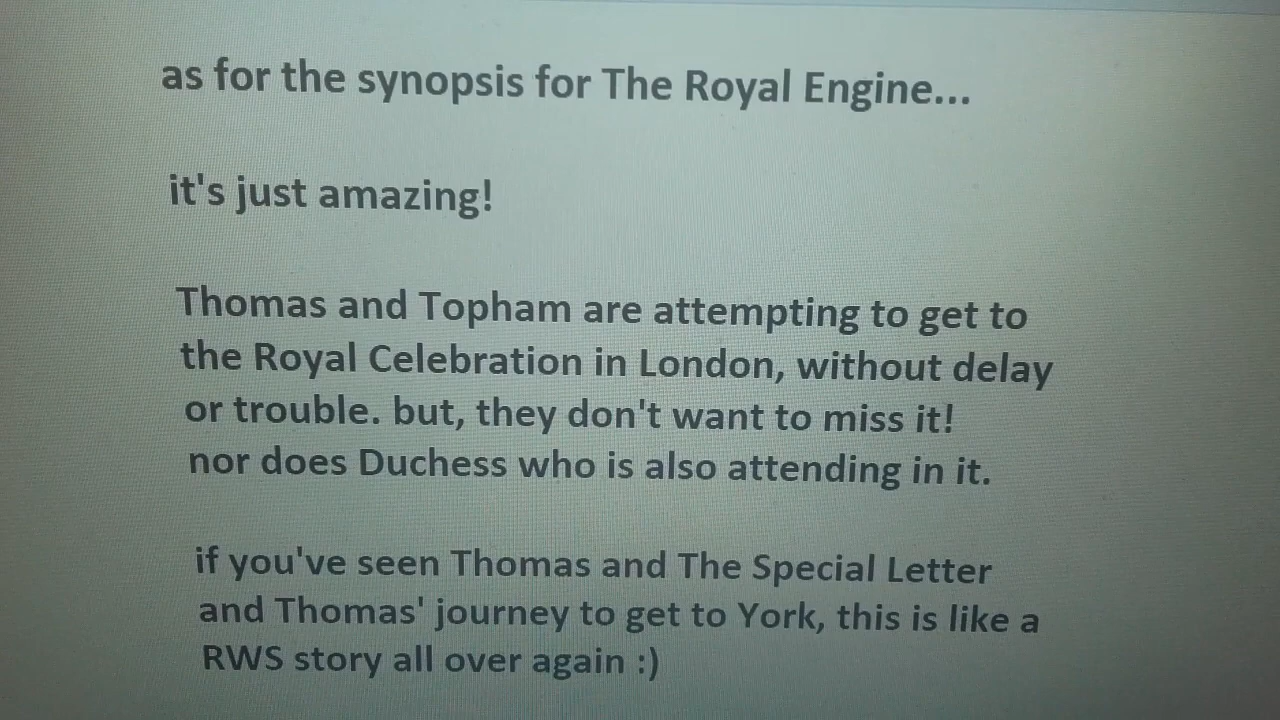 as for the synopsis for The Royal Engine...
it's just amazing!
Thomas and Topham are attempting to get to
the Royal Celebration in London, without delay
or trouble. but, they don't want to miss it!
nor does Duchess who is also attending in it.
if you've seen Thomas and The Special Letter
and Thomas' journey to get to York, this is like a
RWS story all over again :)